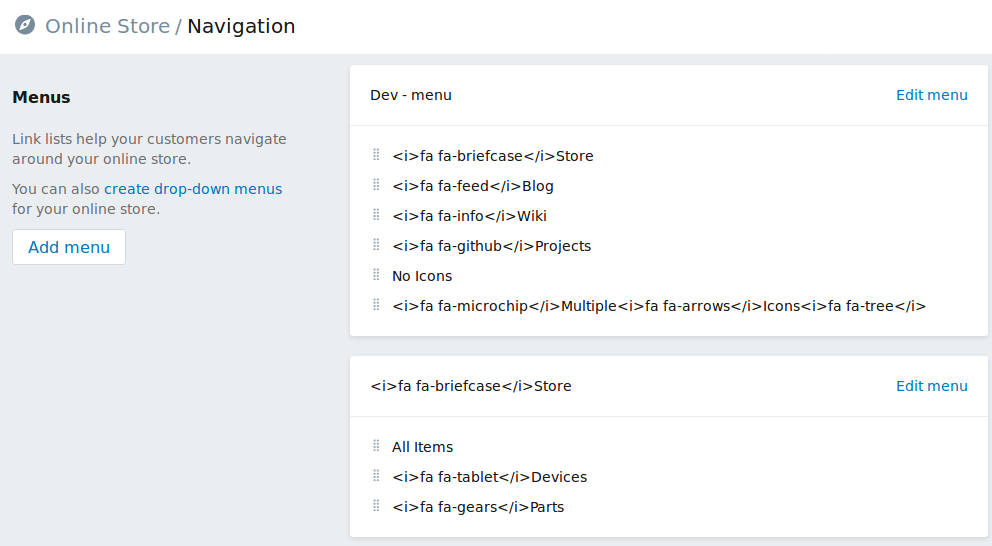 Online Store / Navigation
Menus
Link lists help your customers navigate
around your online store.
You can also create drop-down menus
for your online store.
Add menu
Dev - menu
Edit menu
<i>fa fa-briefcase</i>Store
<i>fa fa-feed</i>Blog
<i>fa fa-info</i>Wiki
<i>fa fa-github</i>Projects
No Icons
<i>fa fa-microchip</i>Multiple<i>fa fa-arrows</i>Icons<i>fa fa-tree</i>
<i>fa fa-briefcase</i>Store
Edit menu
All Items
<i>fa fa-tablet</i>Devices
<i>fa fa-gears</i>Parts